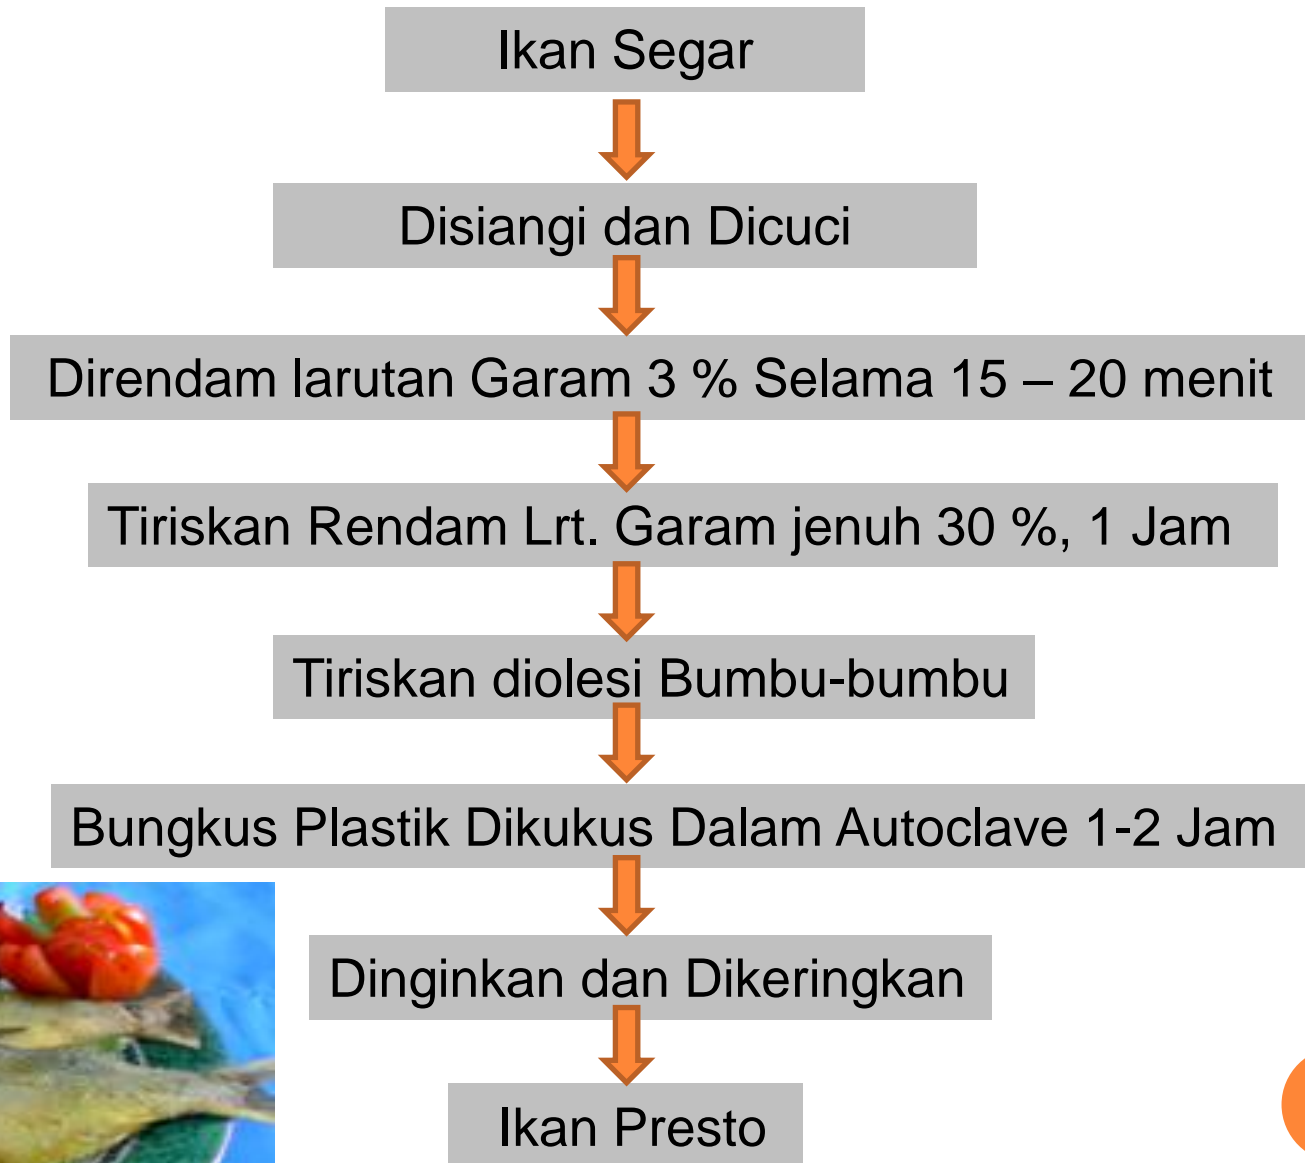 Ikan Segar
Disiangi dan Dicuci
Direndam larutan Garam 3 % Selama 15 – 20 menit
Tiriskan Rendam Lrt. Garam jenuh 30 %, 1 Jam
Tiriskan diolesi Bumbu-bumbu
Bungkus Plastik Dikukus Dalam Autoclave 1-2 Jam
Dinginkan dan Dikeringkan
Ikan Presto